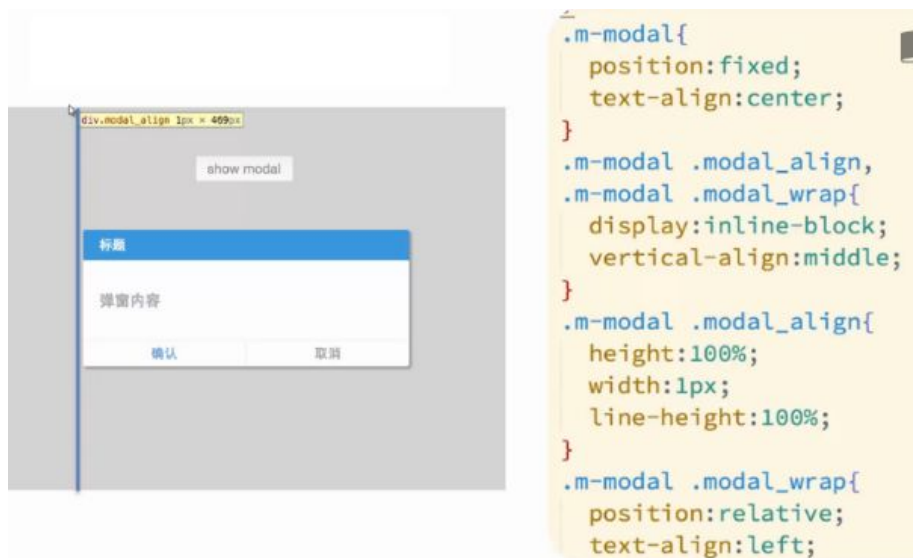 div.modal_align 1px × 469px
show modal
标题
弹窗内容
确认
取消
}
.m-modal{
position:fixed;
text-align:center;
}
.m-modal .modal_align,
.m-modal .modal_wrap{
display:inline-block;
vertical-align:middle;
}
.m-modal .modal_align{
height:100%;
width:1px;
line-height:100%;
}
.m-modal .modal_wrap{
position:relative;
text-align:left;